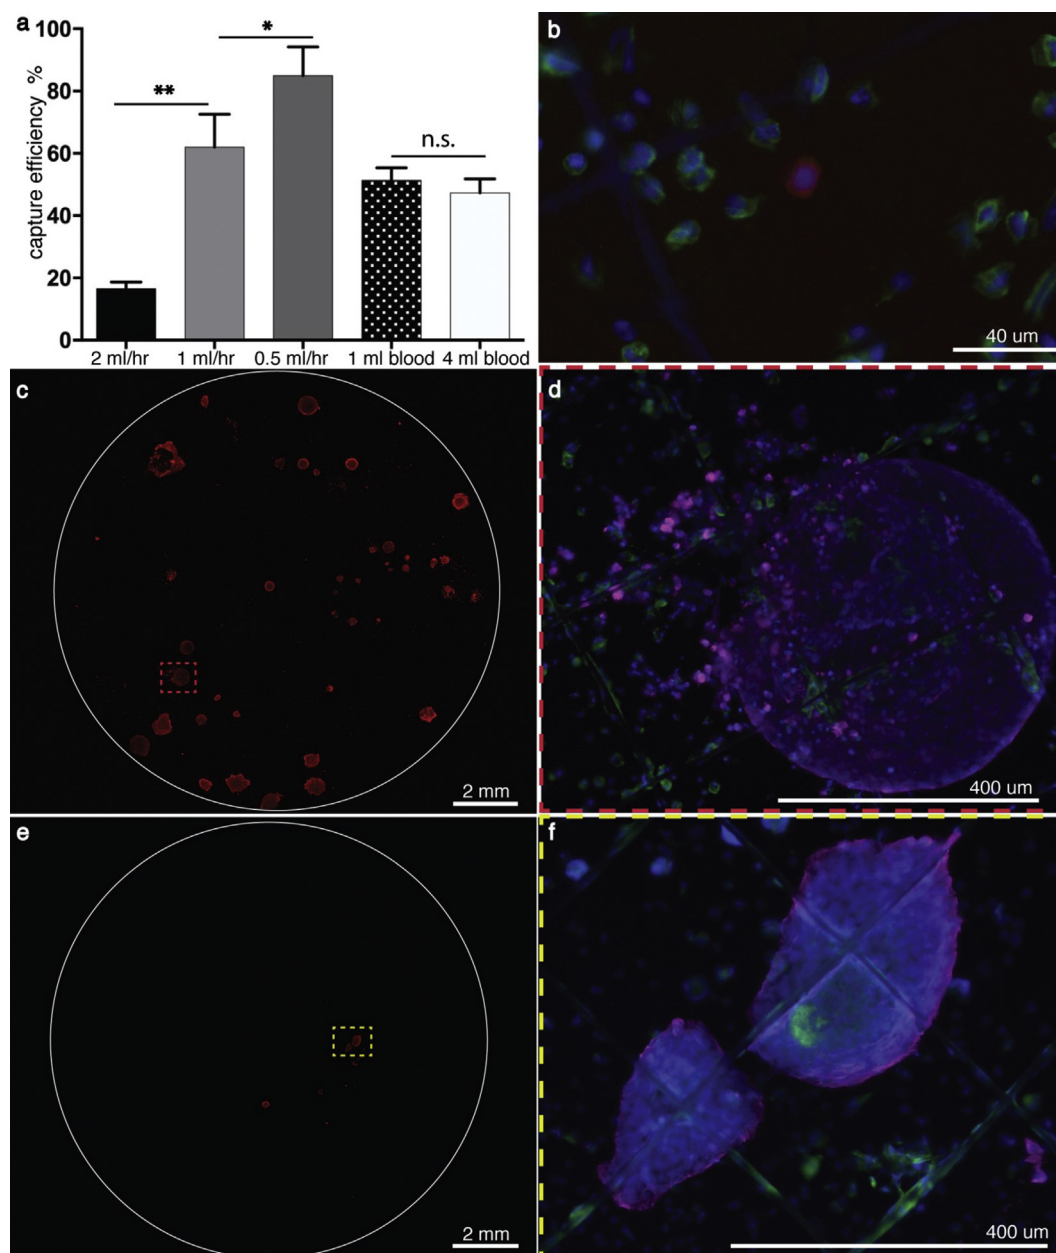 a
100
80
60
40
20
0
capture efficiency %
**
*
n.s.
2 ml/hr
1 ml/hr
0.5 ml/hr
1 ml blood
4 ml blood
b
40 um
c
2 mm
d
400 um
e
2 mm
f
400 um